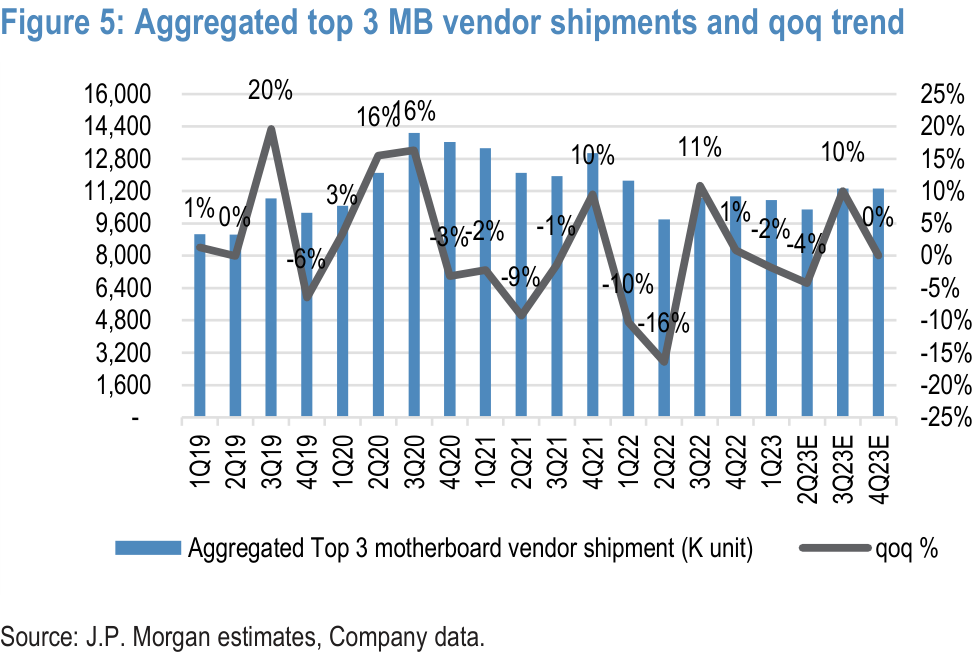 Figure 5: Aggregated top 3 MB vendor shipments and qoq trend
16,000
14,400
12,800
11,200
9,600
8,000
6,400
4,800
3,200
1,600
-
25%
20%
15%
10%
5%
0%
-5%
-10%
-15%
-20%
-25%
1%
0%
20%
-6%
3%
16%
16%
-3%
-2%
-9%
-1%
10%
-10%
-16%
11%
1%
-2%
-4%
10%
0%
1Q19
2Q19
3Q19
4Q19
1Q20
2Q20
3Q20
4Q20
1Q21
2Q21
3Q21
4Q21
1Q22
2Q22
3Q22
4Q22
1Q23
2Q23E
3Q23E
4Q23E
Aggregated Top 3 motherboard vendor shipment (K unit)
qoq %
Source: J.P. Morgan estimates, Company data.